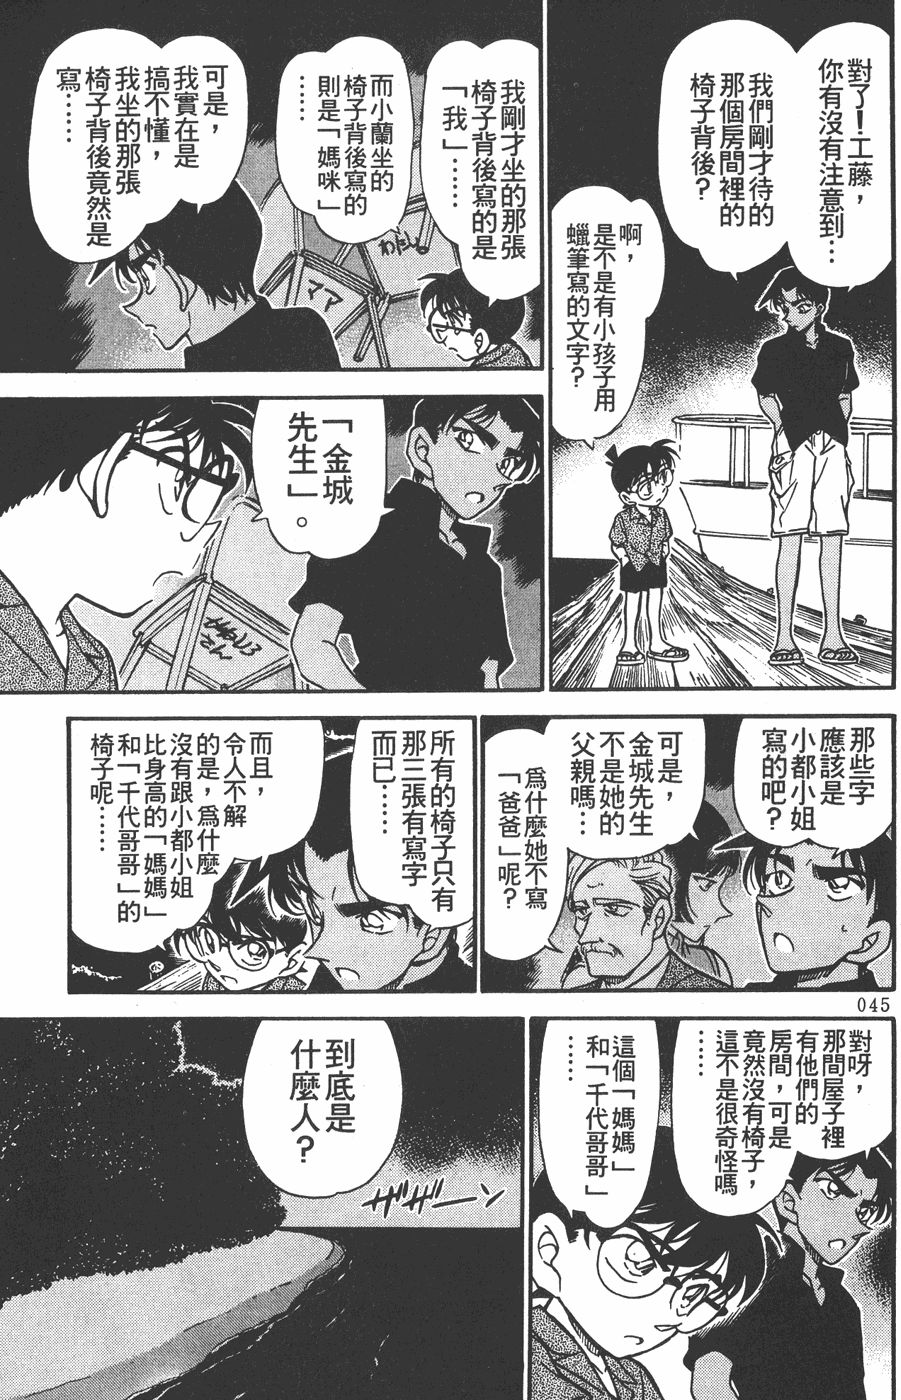 對了！工藤，
你有沒有注意到…
我們剛才待的
那個房間裡的
椅子背後？
啊，
是不是有小孩子用
蠟筆寫的文字？
我剛才坐的那張
椅子背後寫的是
「我」……
わたし
而小蘭坐的
椅子背後寫的
則是「媽咪」
……
ママ
可是，
我實在是
搞不懂，
我坐的那張
椅子背後竟然是
寫……
「金城
先生」。
かねしろ
さん
那些字
應該是
小都小姐
寫的吧？
可是，
金城先生
不是她的
父親嗎…
為什麼她不寫
「爸爸」呢？
所有的椅子只有
那三張有寫字
而已……
而且，
令人不解
的是，為什麼
沒有跟小都小姐
比身高的「媽媽」
和「千代哥哥」的
椅子呢……
045
對呀，
那間屋子裡
有他們的
房間，可是
竟然沒有椅子，
這不是很奇怪嗎
……
這個「媽媽」
和「千代哥哥」
……
到底是
什麼人？
ザザザーン